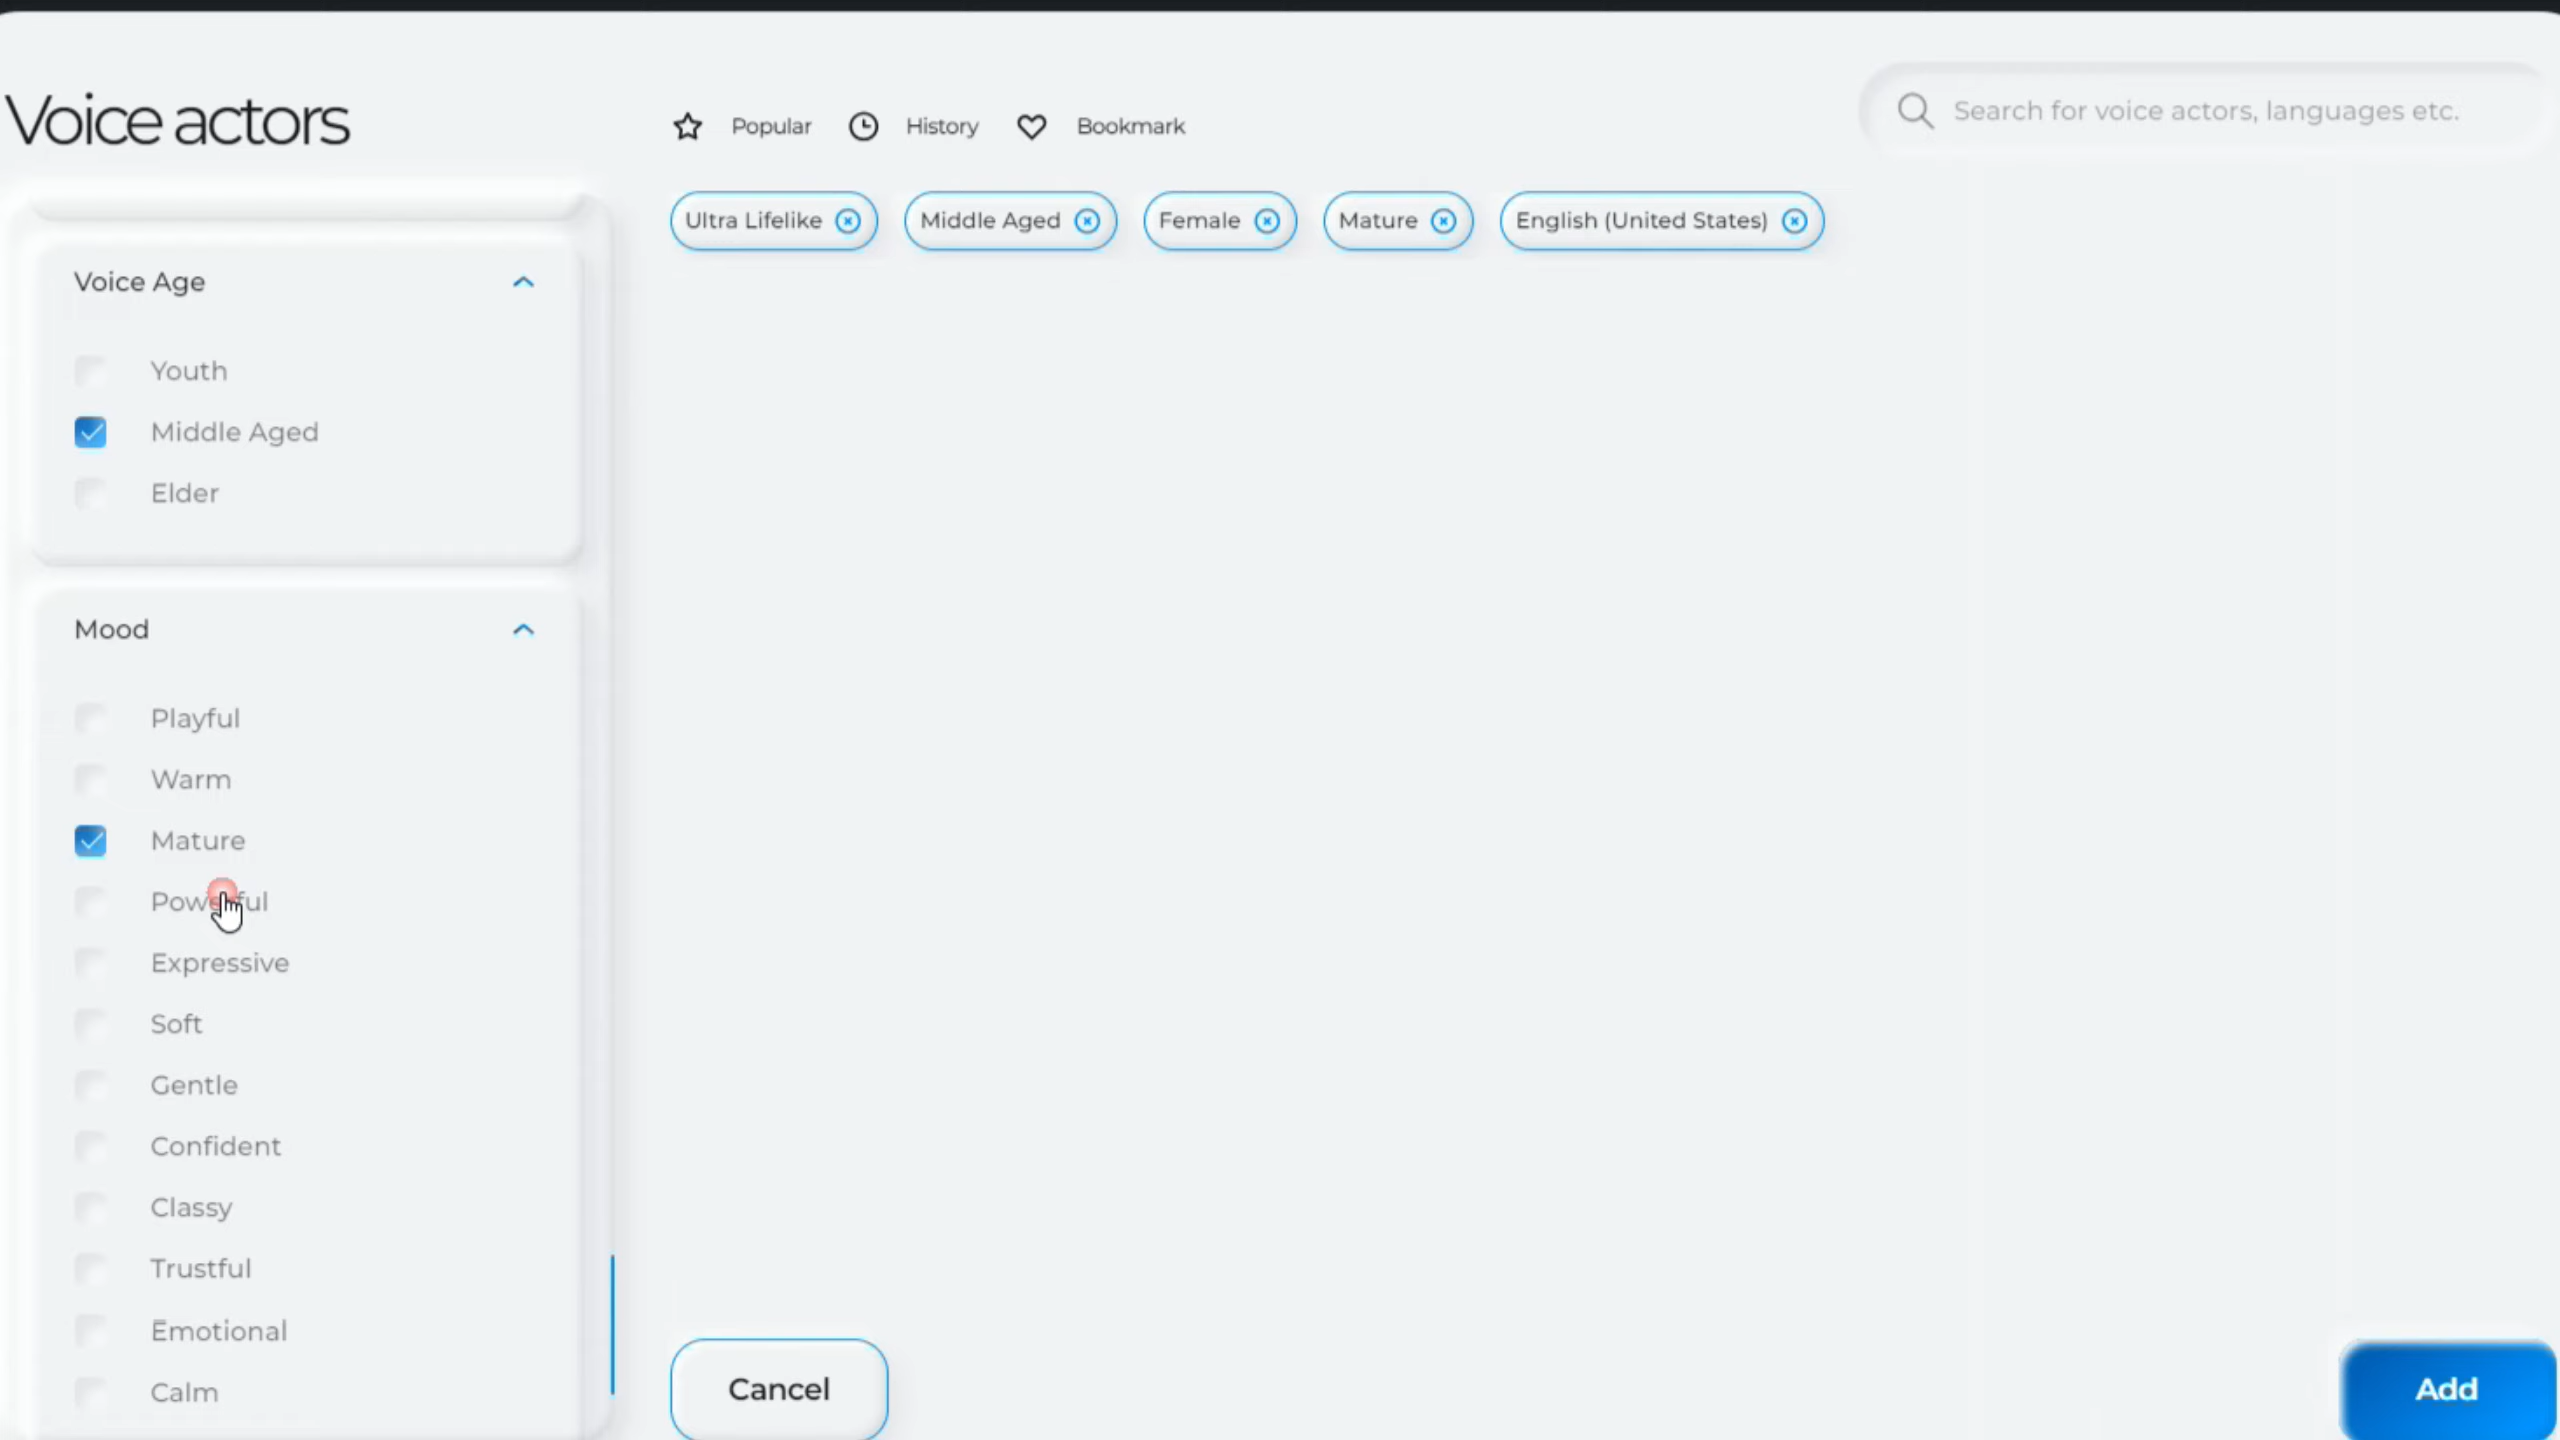 Voice actors
Popular
History
Bookmark
Search for voice actors, languages etc.
Ultra Lifelike
Middle Aged
Female
Mature
English (United States)
Voice Age
Youth
Middle Aged
Elder
Mood
Playful
Warm
Mature
Powerful
Expressive
Soft
Gentle
Confident
Classy
Trustful
Emotional
Calm
Cancel
Add